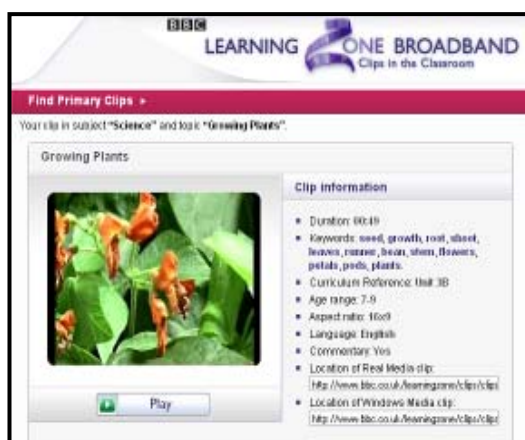 BBC
LEARNING ZONE BROADBAND
Clips in the Classroom
Find Primary Clips
Your clip in subject "Science" and topic "Growing Plants".
Growing Plants
Clip information
Duration: 00:49
Keywords: seed, growth, root, shoot,
leaves, runner, bean, stem, flowers,
petals, pods, plants.
Curriculum Reference: Unit 3B
Age range: 7-9
Aspect ratio: 16x9
Language: English
Commentary: Yes
Location of Real Media clip:
http://www.bbc.co.uk/learningzone/clips/clips
Location of Windows Media clip:
http://www.bbc.co.uk/learningzone/clips/clips
Play